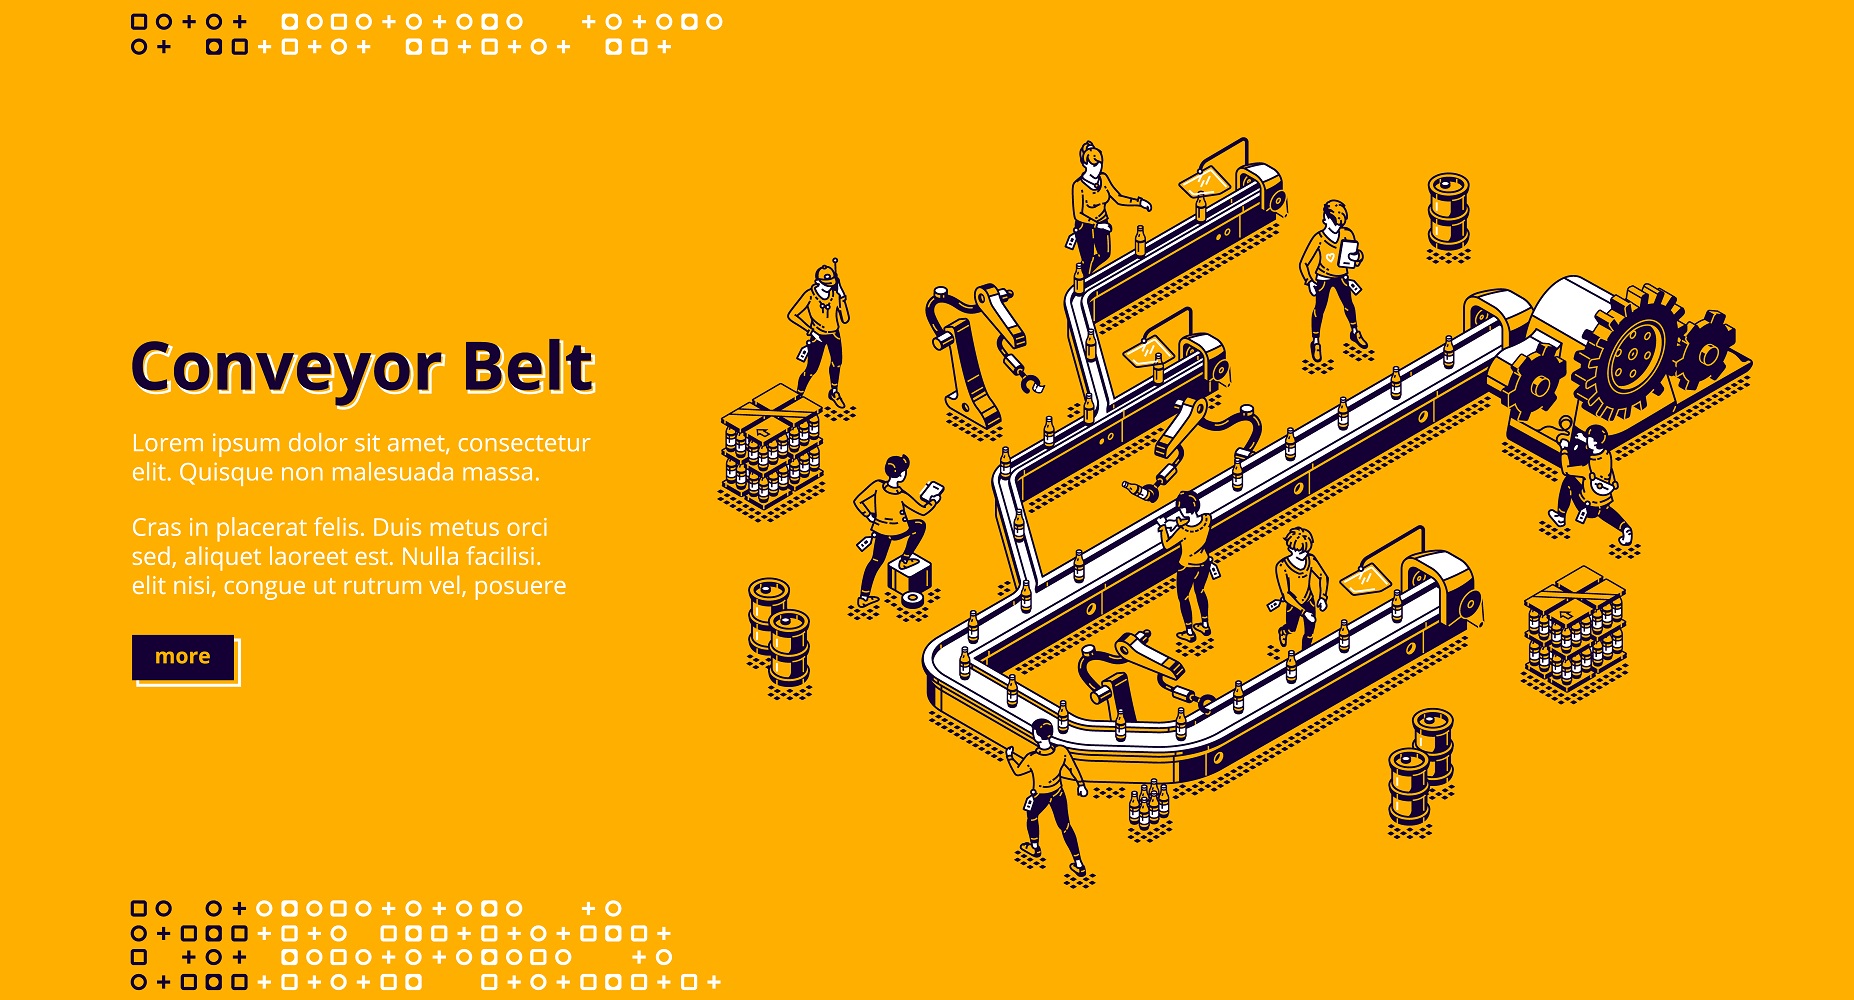 Conveyor Belt
Lorem ipsum dolor sit amet, consectetur
elit. Quisque non malesuada massa.
Cras in placerat felis. Duis metus orci
sed, aliquet laoreet est. Nulla facilisi.
elit nisi, congue ut rutrum vel, posuere
more